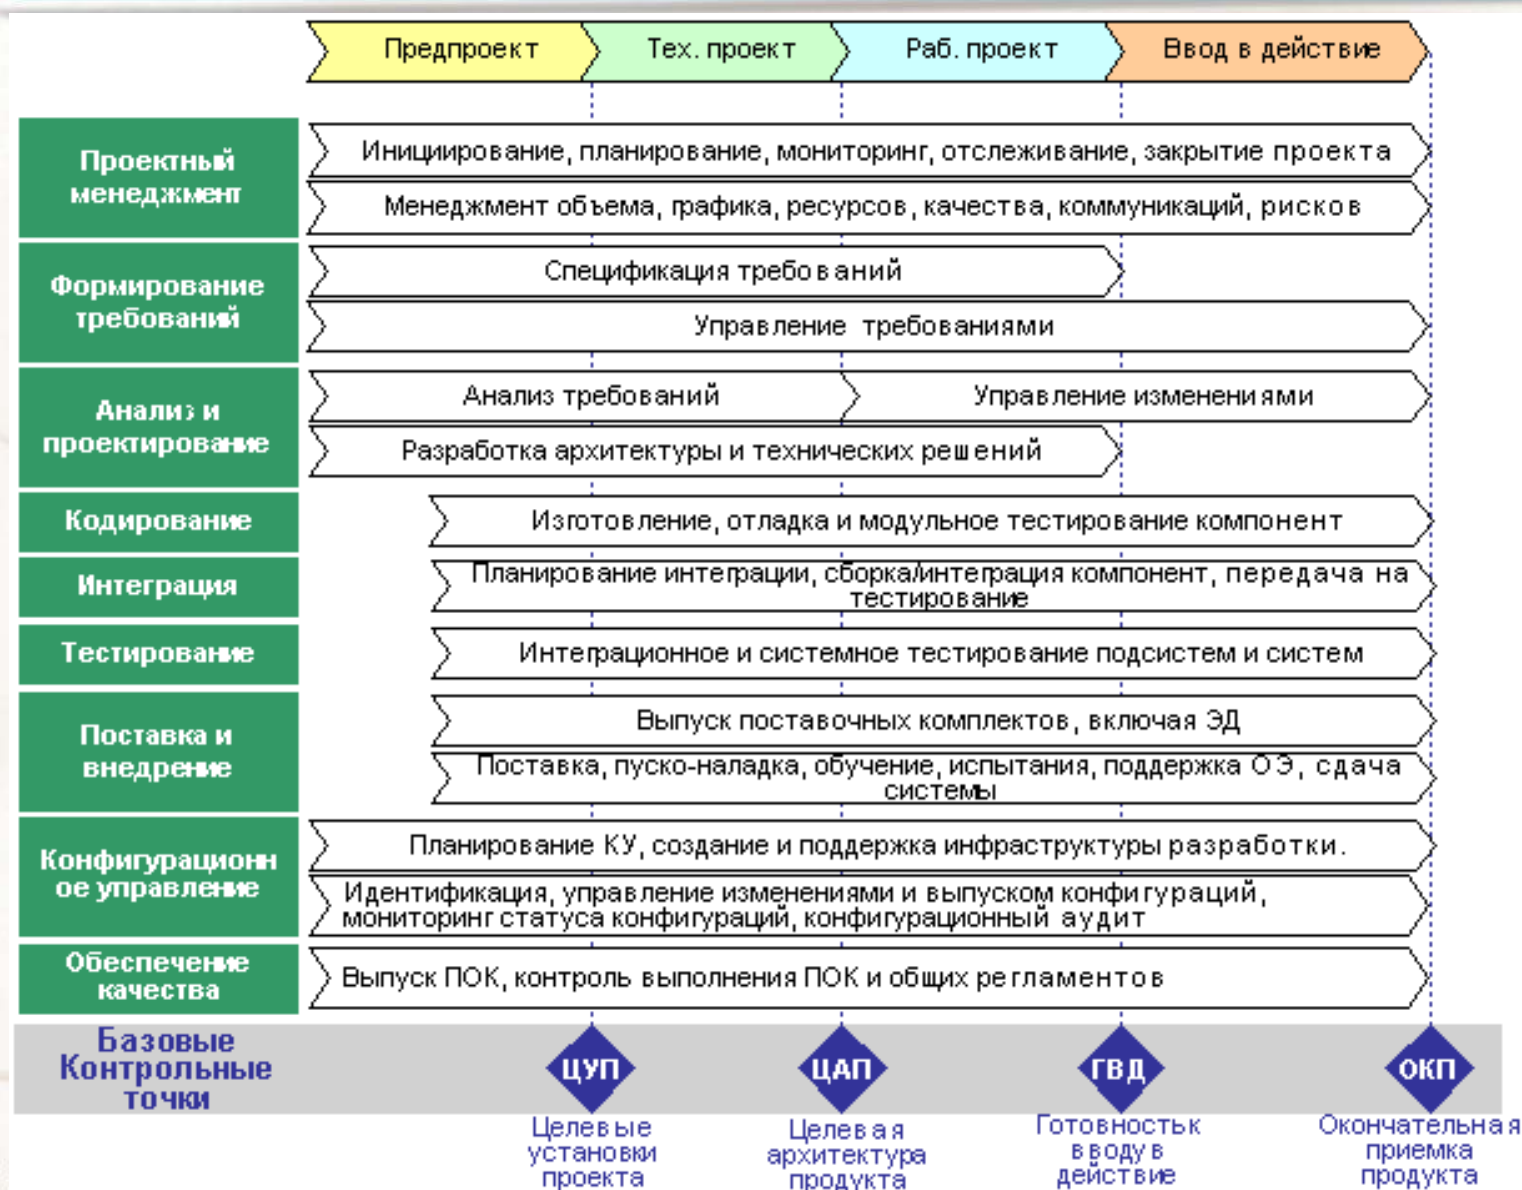 Предпроект
Тех. проект
Раб. проект
Ввод в действие
Проектный
менеджмент
Инициирование, планирование, мониторинг, отслеживание, закрытие проекта
Менеджмент объема, графика, ресурсов, качества, коммуникаций, рисков
Формирование
требований
Спецификация требований
Управление требованиями
Анализ и
проектирование
Анализ требований
Управление изменениями
Разработка архитектуры и технических решений
Кодирование
Изготовление, отладка и модульное тестирование компонент
Интеграция
Планирование интеграции, сборка/интеграция компонент, передача на
тестирование
Тестирование
Интеграционное и системное тестирование подсистем и систем
Поставка и
внедрение
Выпуск поставочных комплектов, включая ЭД
Поставка, пуско-наладка, обучение, испытания, поддержка ОЭ, сдача
системы
Конфигурационн
ое управление
Планирование КУ, создание и поддержка инфраструктуры разработки.
Идентификация, управление изменениями и выпуском конфигураций,
мониторинг статуса конфигураций, конфигурационный аудит
Обеспечение
качества
Выпуск ПОК, контроль выполнения ПОК и общих регламентов
Базовые
Контрольные
точки
ЦУП
ЦАП
ГВД
ОКП
Целевые
установки
проекта
Целевая
архитектура
продукта
Готовность к
вводу в
действие
Окончательная
приемка
продукта